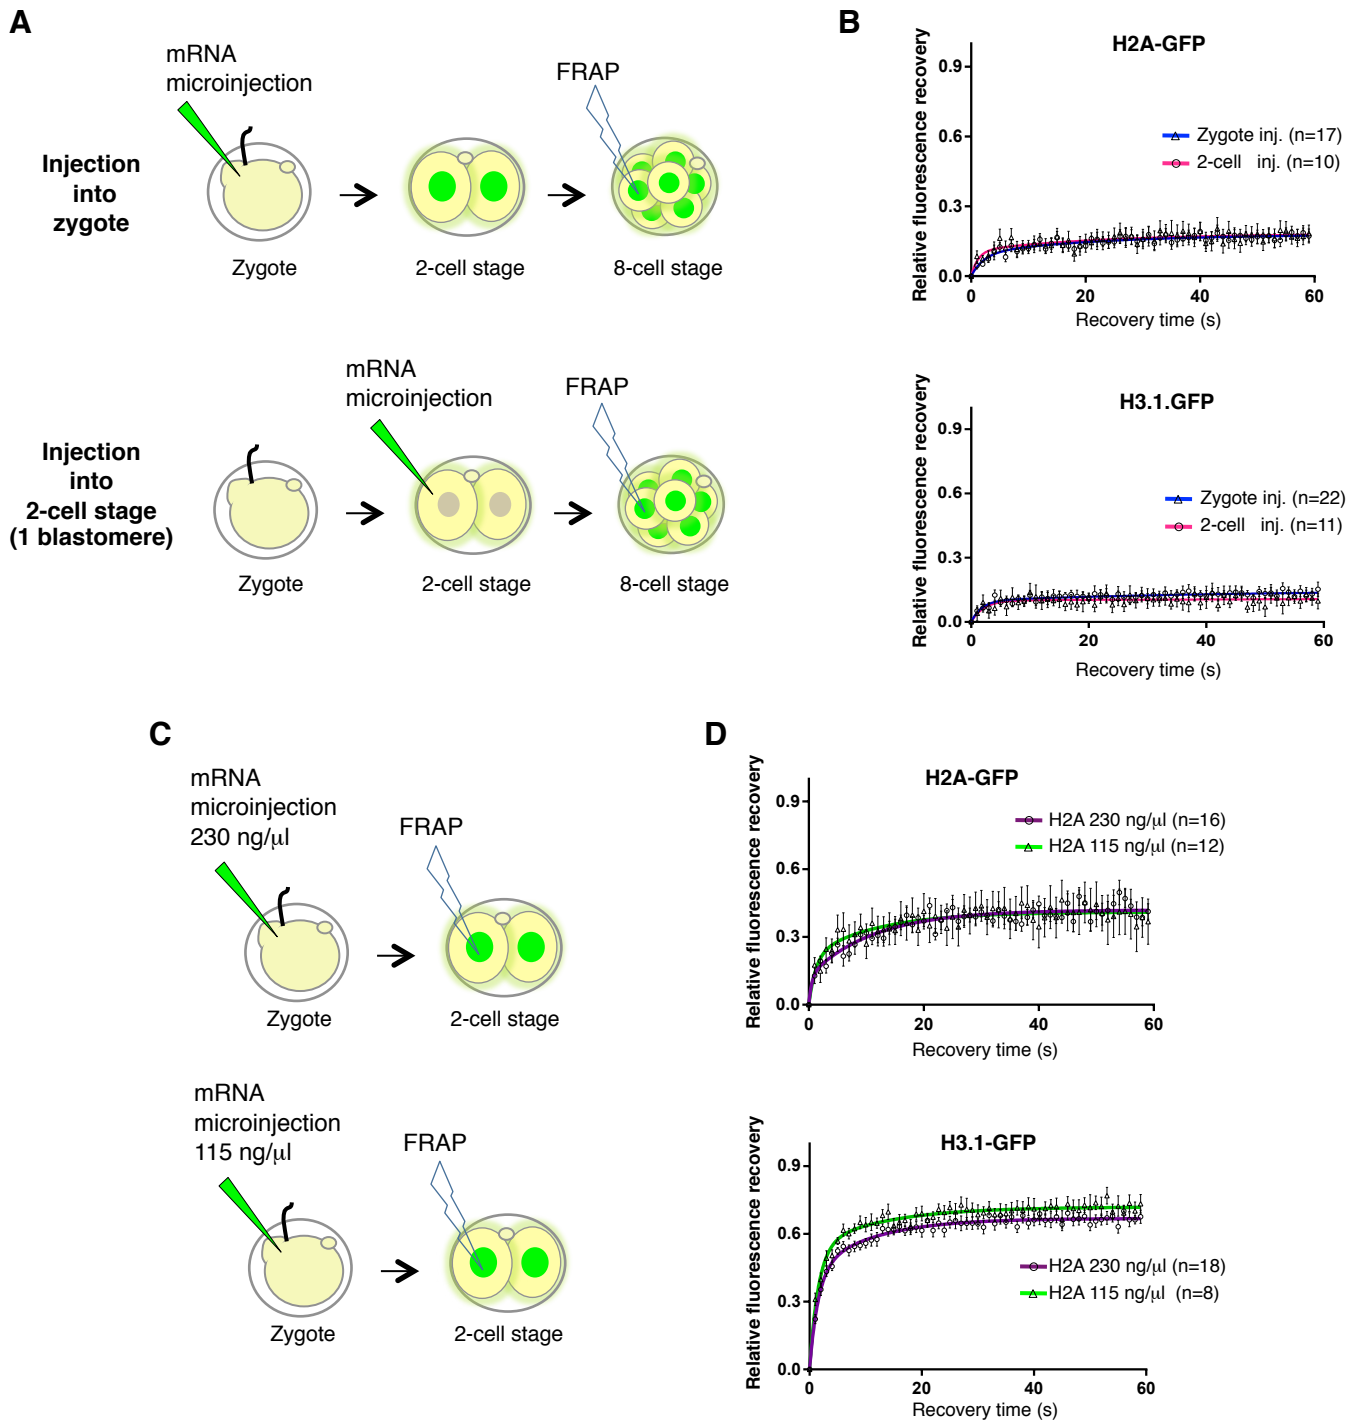 A
mRNA
microinjection
FRAP
Injection
into
zygote
Zygote
2-cell stage
8-cell stage
mRNA
microinjection
FRAP
Injection
into
2-cell stage
(1 blastomere)
Zygote
2-cell stage
8-cell stage
B
H2A-GFP
Relative fluorescence recovery
0.9
0.6
0.3
0.0
Zygote inj. (n=17)
2-cell inj. (n=10)
0
20
40
60
Recovery time (s)
H3.1.GFP
Relative fluorescence recovery
0.9
0.6
0.3
0.0
Zygote inj. (n=22)
2-cell inj. (n=11)
0
20
40
60
Recovery time (s)
C
mRNA
microinjection
230 ng/μl
FRAP
Zygote
2-cell stage
mRNA
microinjection
115 ng/μl
FRAP
Zygote
2-cell stage
D
H2A-GFP
Relative fluorescence recovery
0.9
0.6
0.3
0.0
H2A 230 ng/μl (n=16)
H2A 115 ng/μl (n=12)
0
20
40
60
Recovery time (s)
H3.1-GFP
Relative fluorescence recovery
0.9
0.6
0.3
0.0
H2A 230 ng/μl (n=18)
H2A 115 ng/μl (n=8)
0
20
40
60
Recovery time (s)